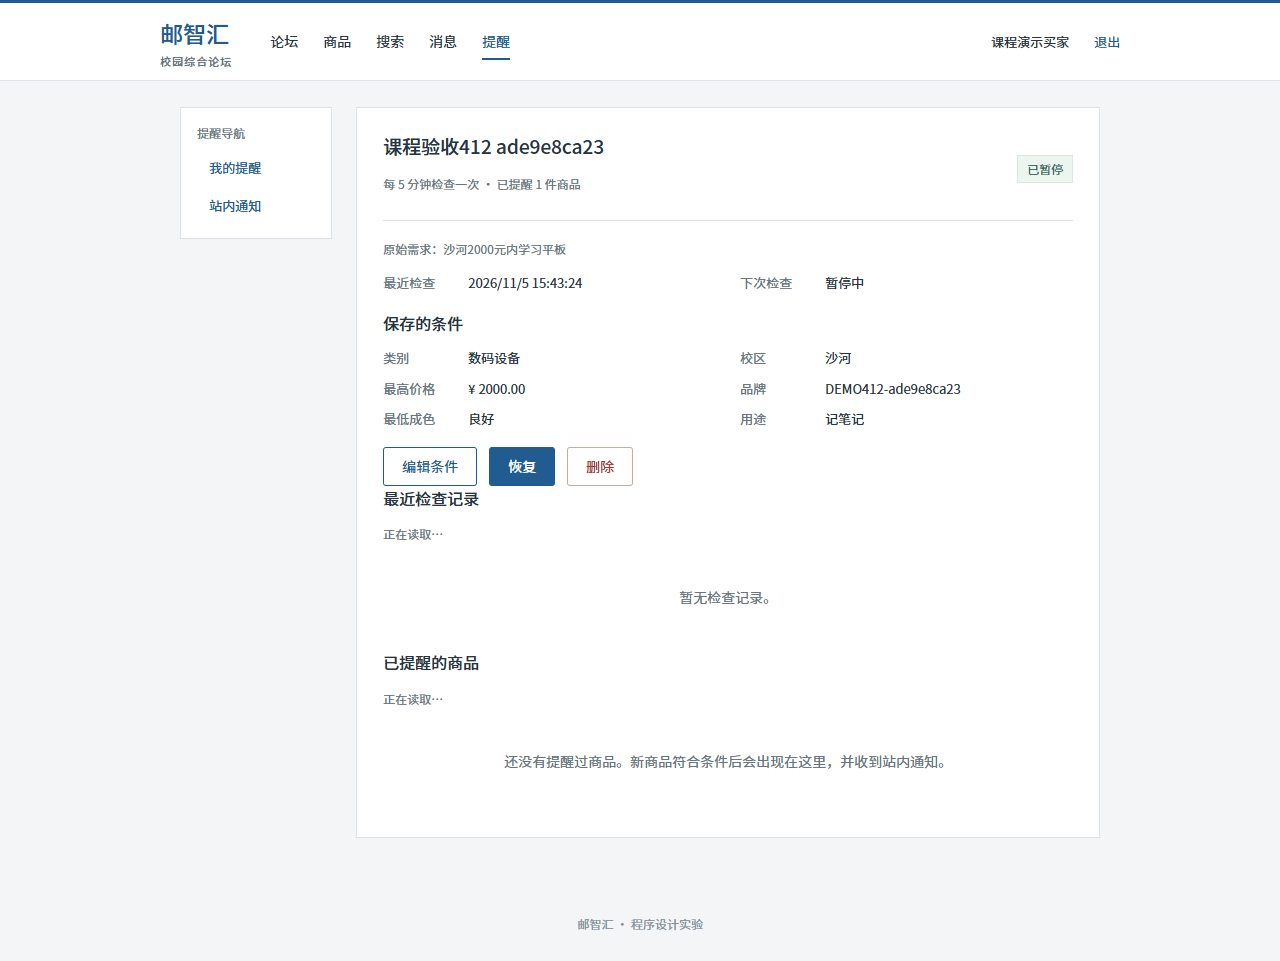 邮智汇
校园综合论坛
论坛 商品 搜索 消息 提醒
课程演示买家 退出
提醒导航
我的提醒
站内通知
课程验收412 ade9e8ca23
每 5 分钟检查一次 · 已提醒 1 件商品
已暂停
原始需求：沙河2000元内学习平板
最近检查 2026/11/5 15:43:24 下次检查 暂停中
保存的条件
类别 数码设备 校区 沙河
最高价格 ¥ 2000.00 品牌 DEMO412-ade9e8ca23
最低成色 良好 用途 记笔记
编辑条件 恢复 删除
最近检查记录
正在读取…
暂无检查记录。
已提醒的商品
正在读取…
还没有提醒过商品。新商品符合条件后会出现在这里，并收到站内通知。
邮智汇 · 程序设计实验